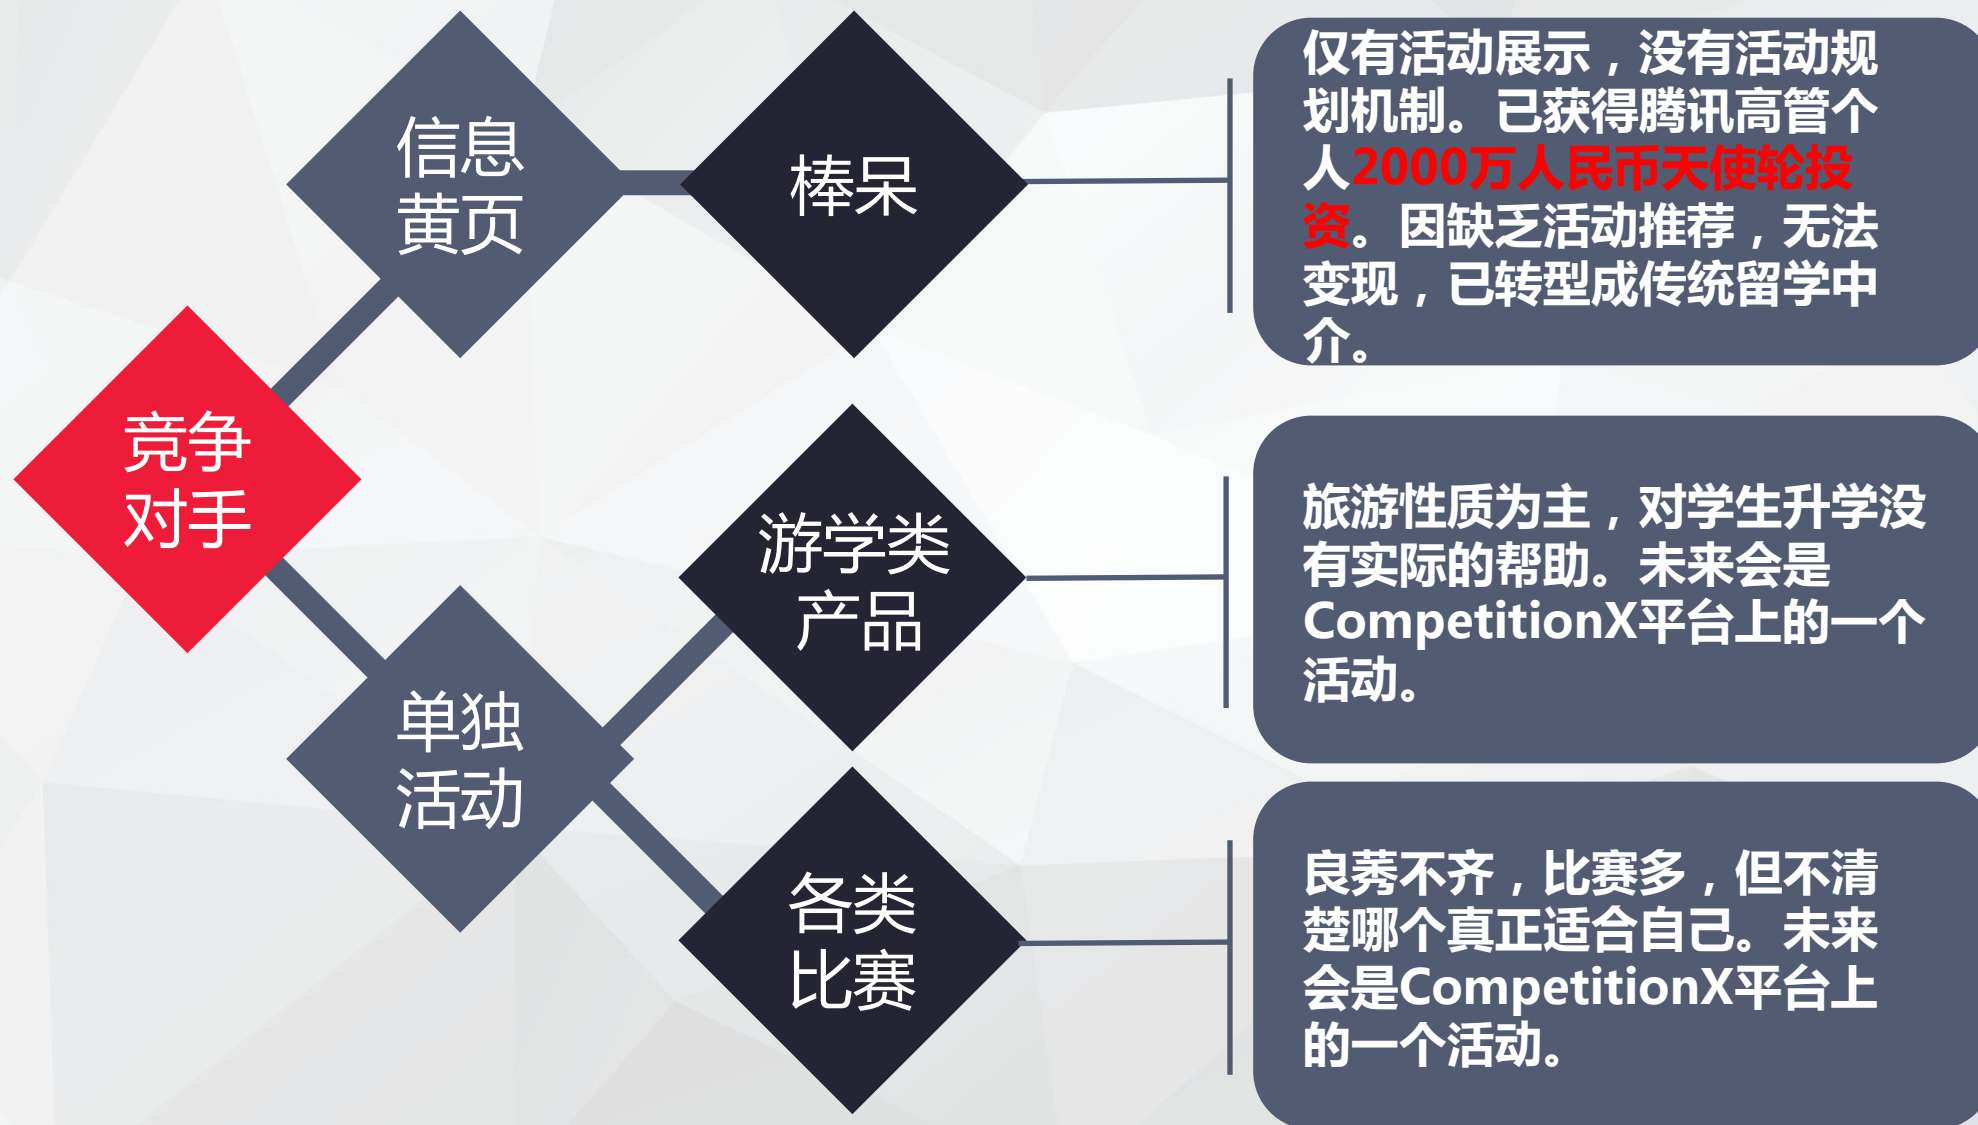 竞争
对手
信息
黄页
棒呆
仅有活动展示，没有活动规
划机制。已获得腾讯高管个
人2000万人民币天使轮投
资。因缺乏活动推荐，无法
变现，已转型成传统留学中
介。
单独
活动
游学类
产品
旅游性质为主，对学生升学没
有实际的帮助。未来会是
CompetitionX平台上的一个
活动。
各类
比赛
良莠不齐，比赛多，但不清
楚哪个真正适合自己。未来
会是CompetitionX平台上
的一个活动。